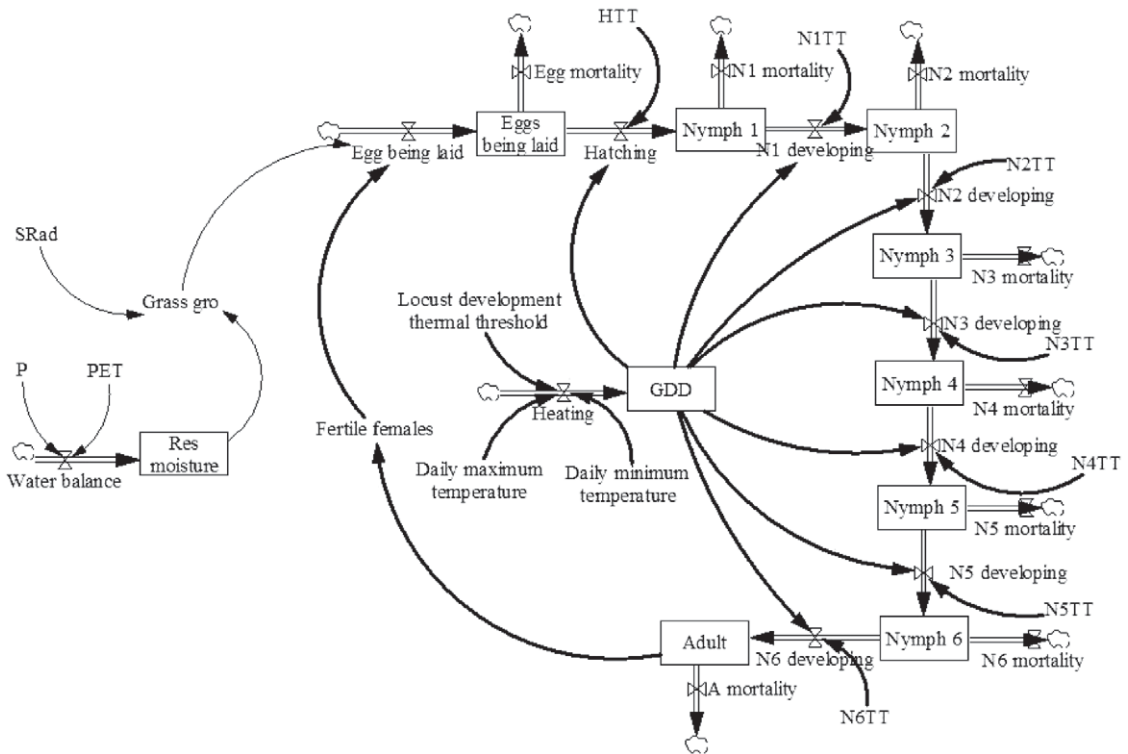 HTT
N1TT
Egg mortality
N1 mortality
N2 mortality
Eggs
being laid
Nymph 1
Nymph 2
Egg being laid
Hatching
N1 developing
N2TT
N2 developing
SRad
Nymph 3
N3 mortality
Grass gro
Locust development
thermal threshold
N3 developing
N3TT
P
PET
GDD
Nymph 4
Heating
N4 mortality
Fertile females
Res
moisture
N4 developing
Water balance
Daily maximum
temperature
Daily minimum
temperature
N4TT
Nymph 5
N5 mortality
N5 developing
N5TT
Adult
Nymph 6
N6 developing
N6 mortality
A mortality
N6TT